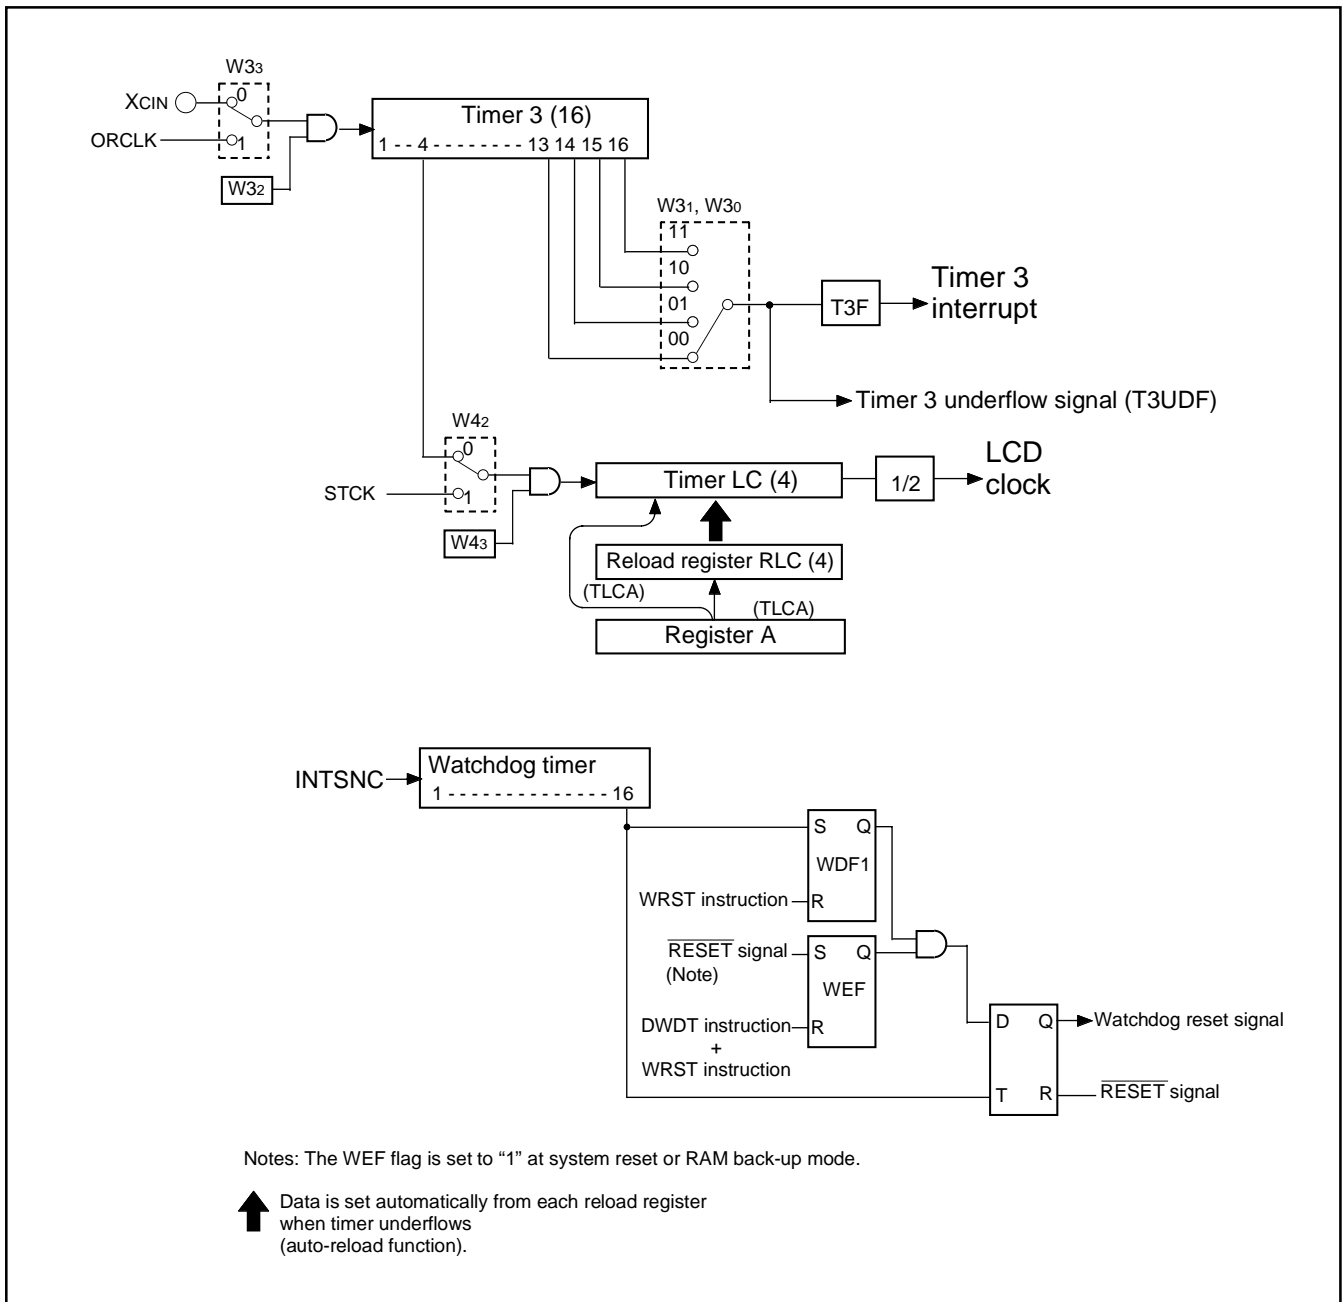 W33
XCIN
0
ORCLK
1
W32
Timer 3 (16)
1 - - 4 - - - - - - - - - 13 14 15 16
W31, W30
11
10
01
00
T3F
Timer 3
interrupt
Timer 3 underflow signal (T3UDF)
W42
0
STCK
1
W43
Timer LC (4)
1/2
LCD
clock
Reload register RLC (4)
(TLCA)
(TLCA)
Register A
INTSNC
Watchdog timer
1 - - - - - - - - - - - - - - - 16
S Q
WDF1
WRST instruction
R
RESET signal
(Note)
S Q
WEF
DWDT instruction
+
WRST instruction
R
D Q
Watchdog reset signal
T R
RESET signal
Notes: The WEF flag is set to “1” at system reset or RAM back-up mode.
Data is set automatically from each reload register
when timer underflows
(auto-reload function).